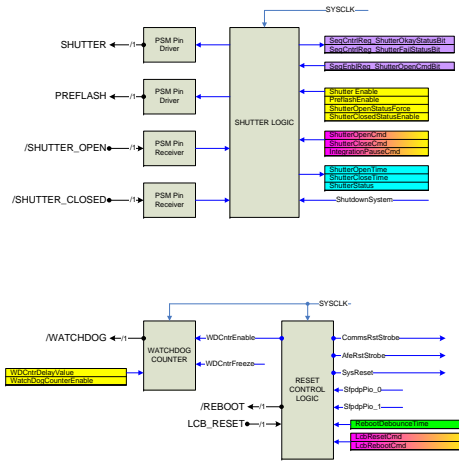 SYSCLK
SHUTTER
/1
PSM Pin
Driver
SeqCntrlReg_ShutterOkayStatusBit
SeqCntrlReg_ShutterFailStatusBit
SeqEnblReg_ShutterOpenCmdBit
PREFLASH
/1
PSM Pin
Driver
Shutter Enable
PreflashEnable
ShutterOpenStatusForce
ShutterClosedStatusEnable
SHUTTER LOGIC
/SHUTTER_OPEN
/1
PSM Pin
Receiver
ShutterOpenCmd
ShutterCloseCmd
IntegrationPauseCmd
ShutterOpenTime
ShutterCloseTime
ShutterStatus
/SHUTTER_CLOSED
/1
PSM Pin
Receiver
ShutdownSystem
SYSCLK
/WATCHDOG
/1
WATCHDOG
COUNTER
WDCntrEnable
WDCntrFreeze
WDCntrDelayValue
WatchDogCounterEnable
RESET
CONTROL
LOGIC
CommsRstStrobe
AfeRstStrobe
SysReset
SfpdpPio_0
SfpdpPio_1
/REBOOT
/1
LCB_RESET
/1
RebootDebounceTime
LcbResetCmd
LcbRebootCmd